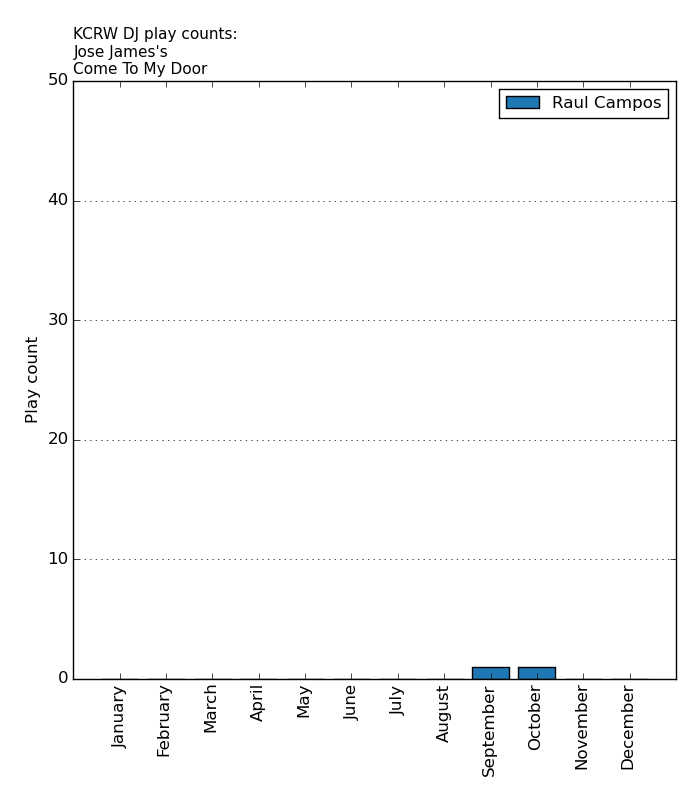 KCRW DJ play counts:
Jose James's
Come To My Door
Raul Campos
Play count
50
40
30
20
10
0
January
February
March
April
May
June
July
August
September
October
November
December